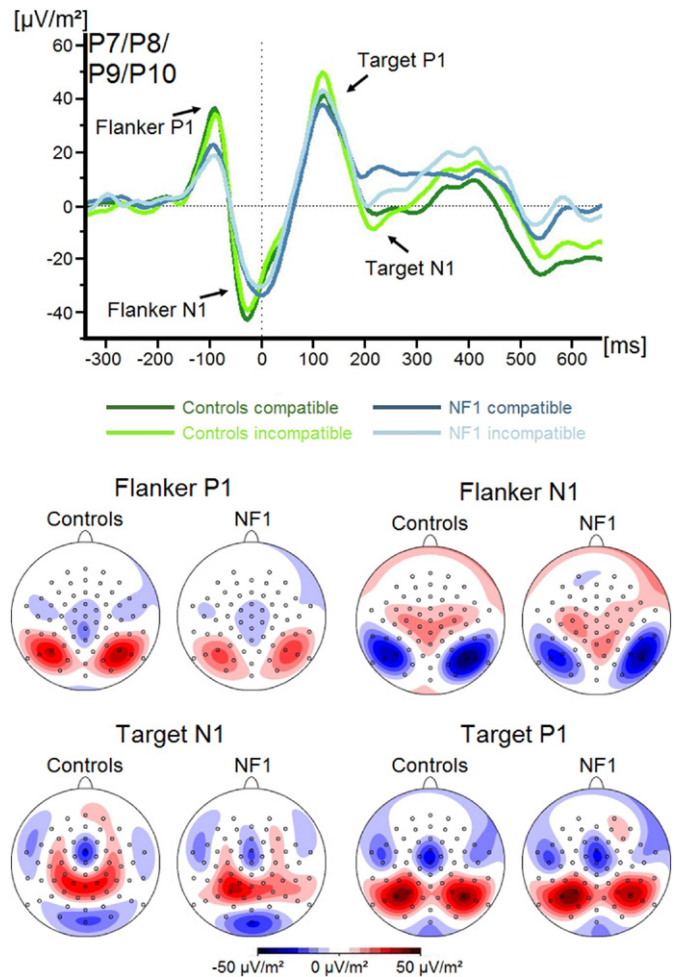 [µV/m²]
P7/P8/
P9/P10
60
40
20
0
-20
-40
Target P1
Flanker P1
Target N1
Flanker N1
-300 -200 -100 0 100 200 300 400 500 600 [ms]
Controls compatible NF1 compatible
Controls incompatible NF1 incompatible
Flanker P1 Flanker N1
Controls NF1 Controls NF1
Target N1 Target P1
Controls NF1 Controls NF1
-50 µV/m² 0 µV/m² 50 µV/m²